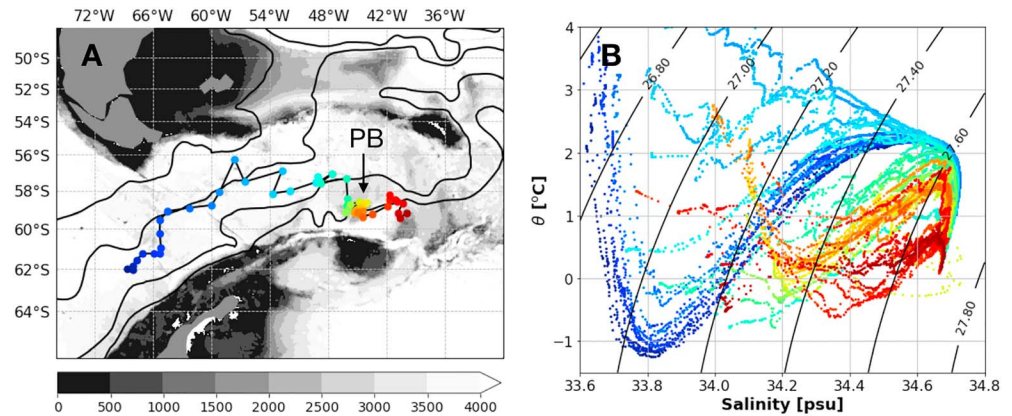 72°W 66°W 60°W 54°W 48°W 42°W 36°W
A
50°S
52°S
54°S
56°S
58°S
60°S
62°S
64°S
PB
0 500 1000 1500 2000 2500 3000 3500 4000
B
4
3
2
1
0
−1
θ [°C]
26.80
27.00
27.20
27.40
27.60
27.80
33.6 33.8 34.0 34.2 34.4 34.6 34.8
Salinity [psu]